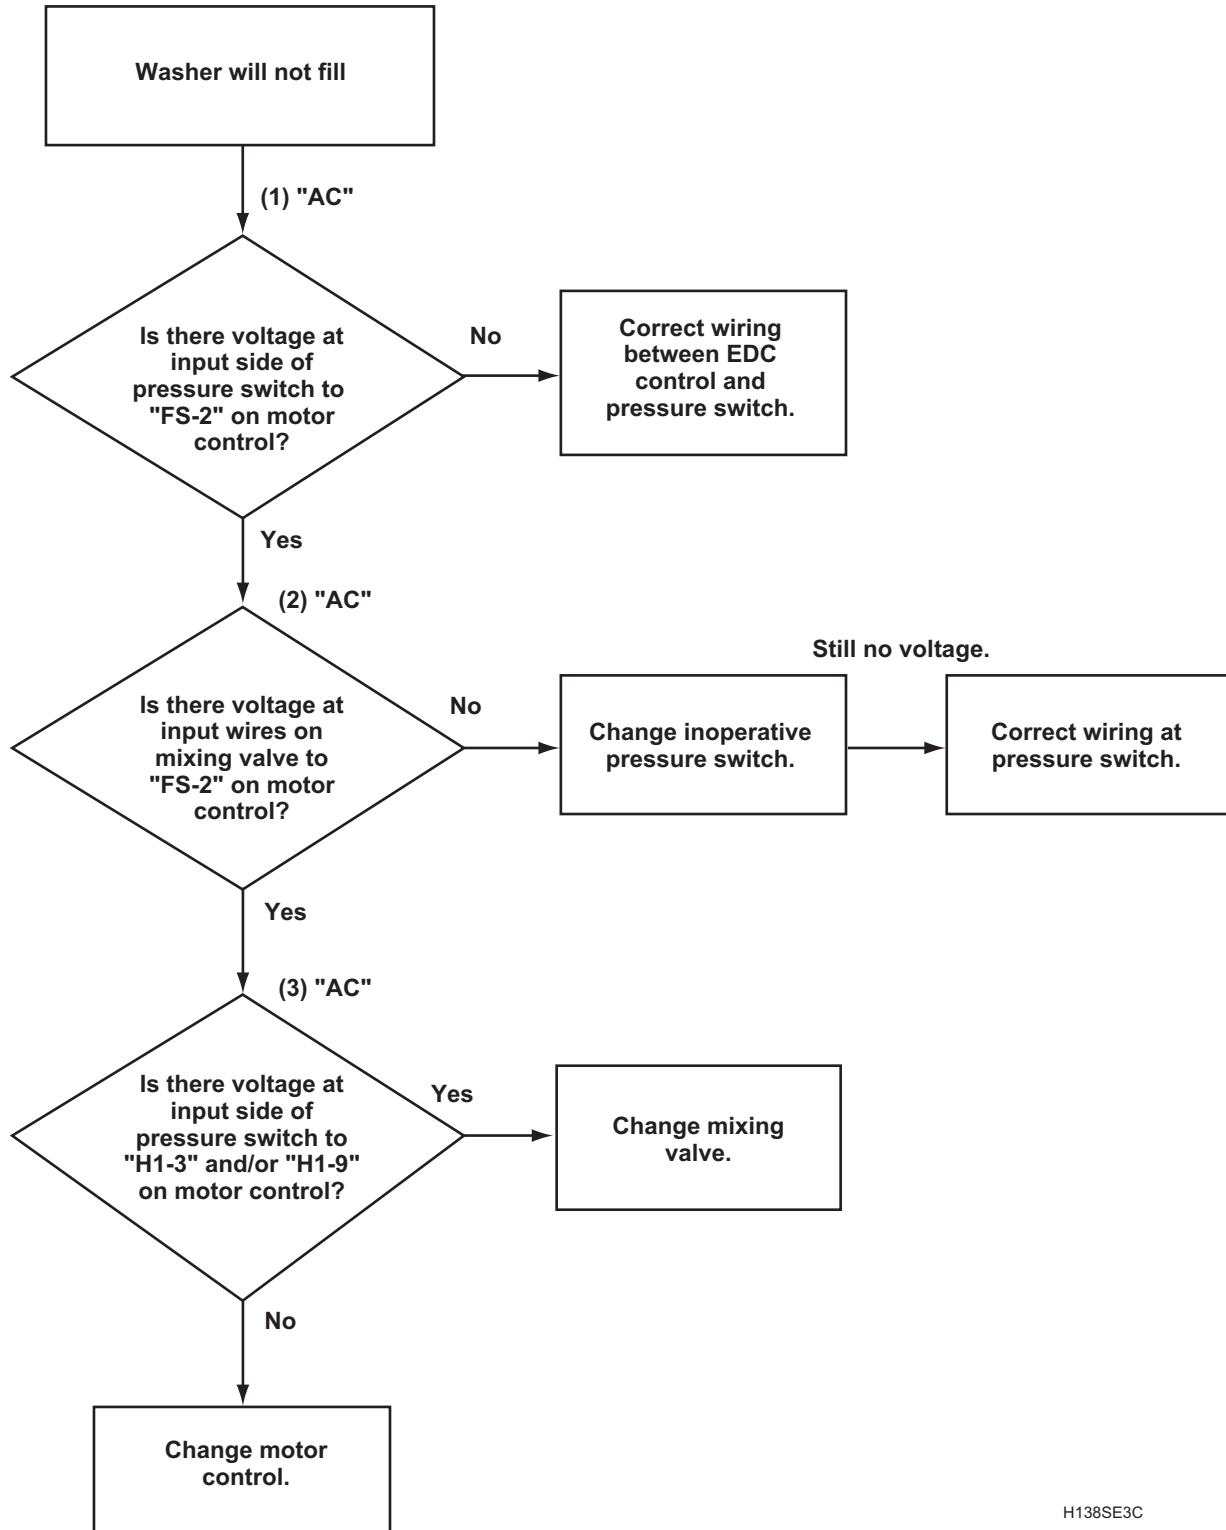 Washer will not fill
(1) "AC"
Is there voltage at
input side of
pressure switch to
"FS-2" on motor
control?
No
Correct wiring
between EDC
control and
pressure switch.
Yes
(2) "AC"
Is there voltage at
input wires on
mixing valve to
"FS-2" on motor
control?
No
Change inoperative
pressure switch.
Still no voltage.
Correct wiring at
pressure switch.
Yes
(3) "AC"
Is there voltage at
input side of
pressure switch to
"H1-3" and/or "H1-9"
on motor control?
Yes
Change mixing
valve.
No
Change motor
control.
H138SE3C